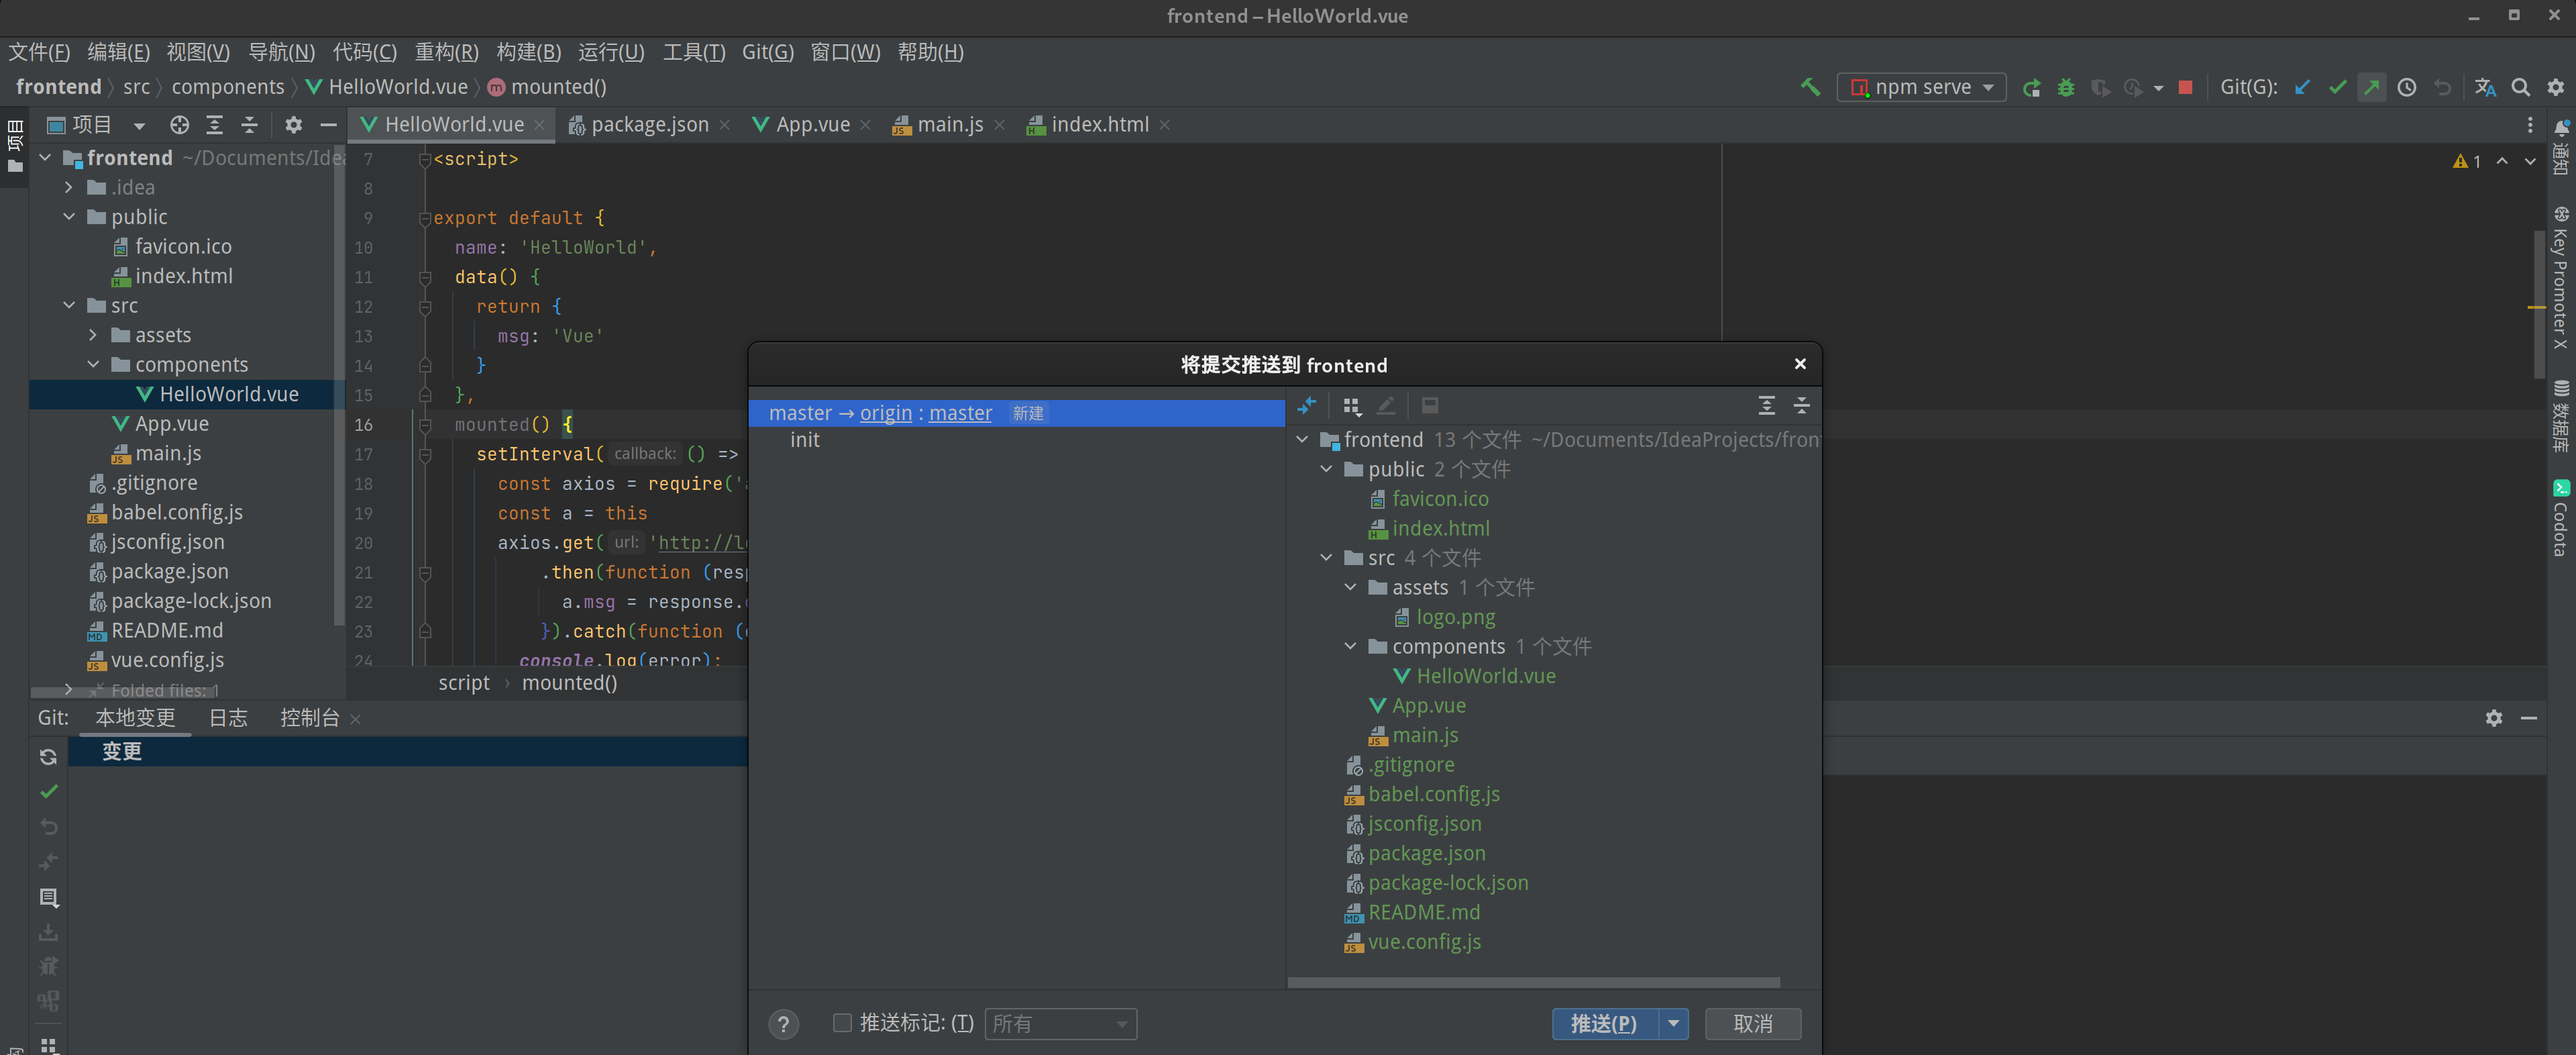 frontend – HelloWorld.vue
文件(F) 编辑(E) 视图(V) 导航(N) 代码(C) 重构(R) 构建(B) 运行(U) 工具(T) Git(G) 窗口(W) 帮助(H)
frontend src components HelloWorld.vue mounted()
npm serve Git(G):
项目
项目
HelloWorld.vue package.json App.vue main.js index.html
frontend ~/Documents/Idea
.idea
public
favicon.ico
index.html
src
assets
components
HelloWorld.vue
App.vue
main.js
.gitignore
babel.config.js
jsconfig.json
package.json
package-lock.json
README.md
vue.config.js
Folded files: 1
7 <script>
8
9 export default {
10 name: 'HelloWorld',
11 data() {
12 return {
13 msg: 'Vue'
14 }
15 },
16 mounted() {
17 setInterval( callback: () =>
18 const axios = require('
19 const a = this
20 axios.get( url: 'http://l
21 .then(function (resp
22 a.msg = response.
23 }).catch(function (
24 console.log(error);
script mounted()
1
通知
Key Promoter X
数据库
Codota
Git: 本地变更 日志 控制台
变更
将提交推送到 frontend
master → origin : master 新建
init
frontend 13 个文件 ~/Documents/IdeaProjects/fron
public 2 个文件
favicon.ico
index.html
src 4 个文件
assets 1 个文件
logo.png
components 1 个文件
HelloWorld.vue
App.vue
main.js
.gitignore
babel.config.js
jsconfig.json
package.json
package-lock.json
README.md
vue.config.js
? 推送标记: (T) 所有
推送(P) 取消